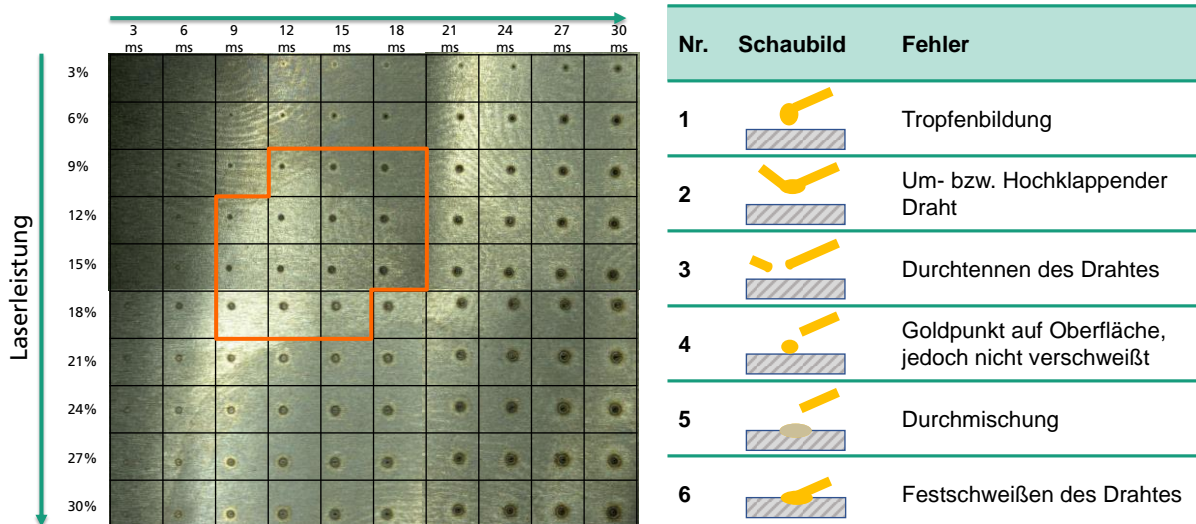 3 6 9 12 15 18 21 24 27 30
ms ms ms ms ms ms ms ms ms ms
3%
6%
9%
12%
15%
18%
21%
24%
27%
30%
Laserleistung
Nr. Schaubild Fehler
1 Tropfenbildung
2 Um- bzw. Hochklappender
Draht
3 Durchtennen des Drahtes
4 Goldpunkt auf Oberfläche,
jedoch nicht verschweißt
5 Durchmischung
6 Festschweißen des Drahtes